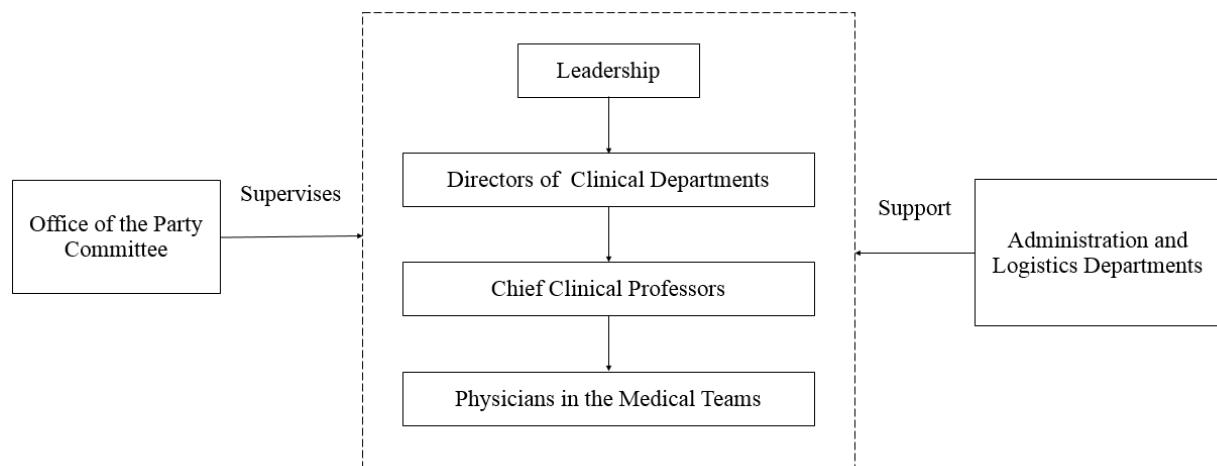 Leadership
Directors of Clinical Departments
Supervises
Office of the Party
Committee
Support
Administration and
Logistics Departments
Chief Clinical Professors
Physicians in the Medical Teams